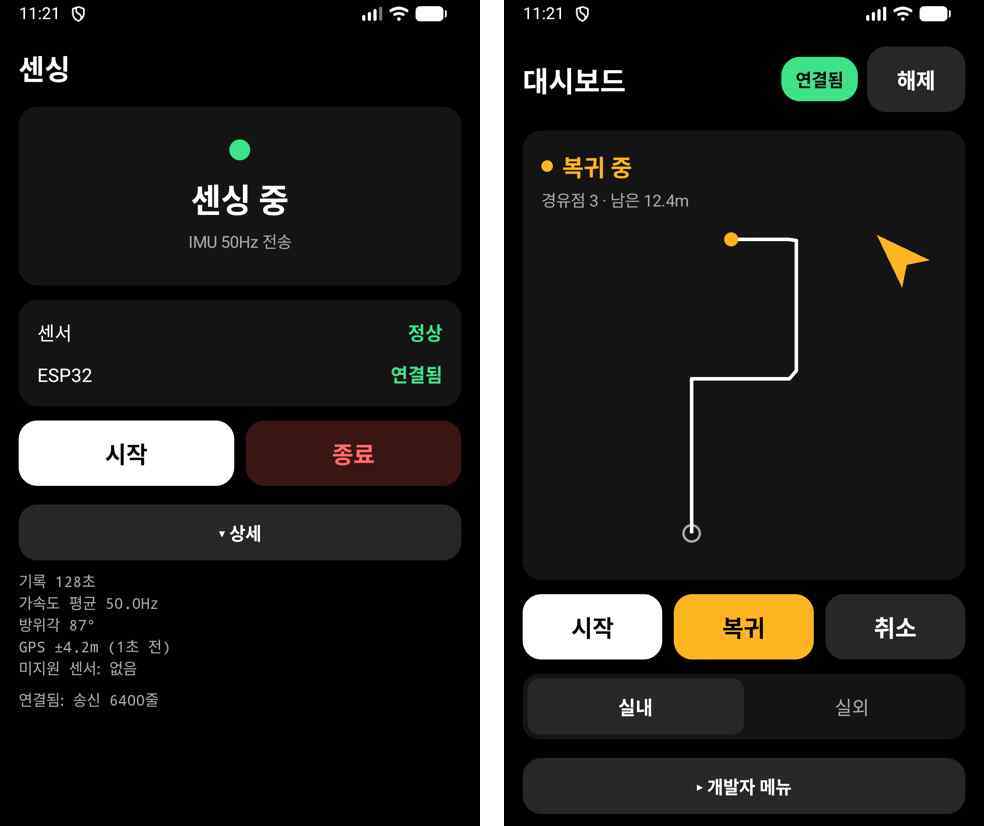 11:21
센싱
센싱 중
IMU 50Hz 전송
센서 정상
ESP32 연결됨
시작 종료
▾ 상세
기록 128초
가속도 평균 50.0Hz
방위각 87°
GPS ±4.2m (1초 전)
미지원 센서: 없음
연결됨: 송신 6400줄
11:21
대시보드 연결됨 해제
복귀 중
경유점 3 · 남은 12.4m
시작 복귀 취소
실내 실외
▸ 개발자 메뉴